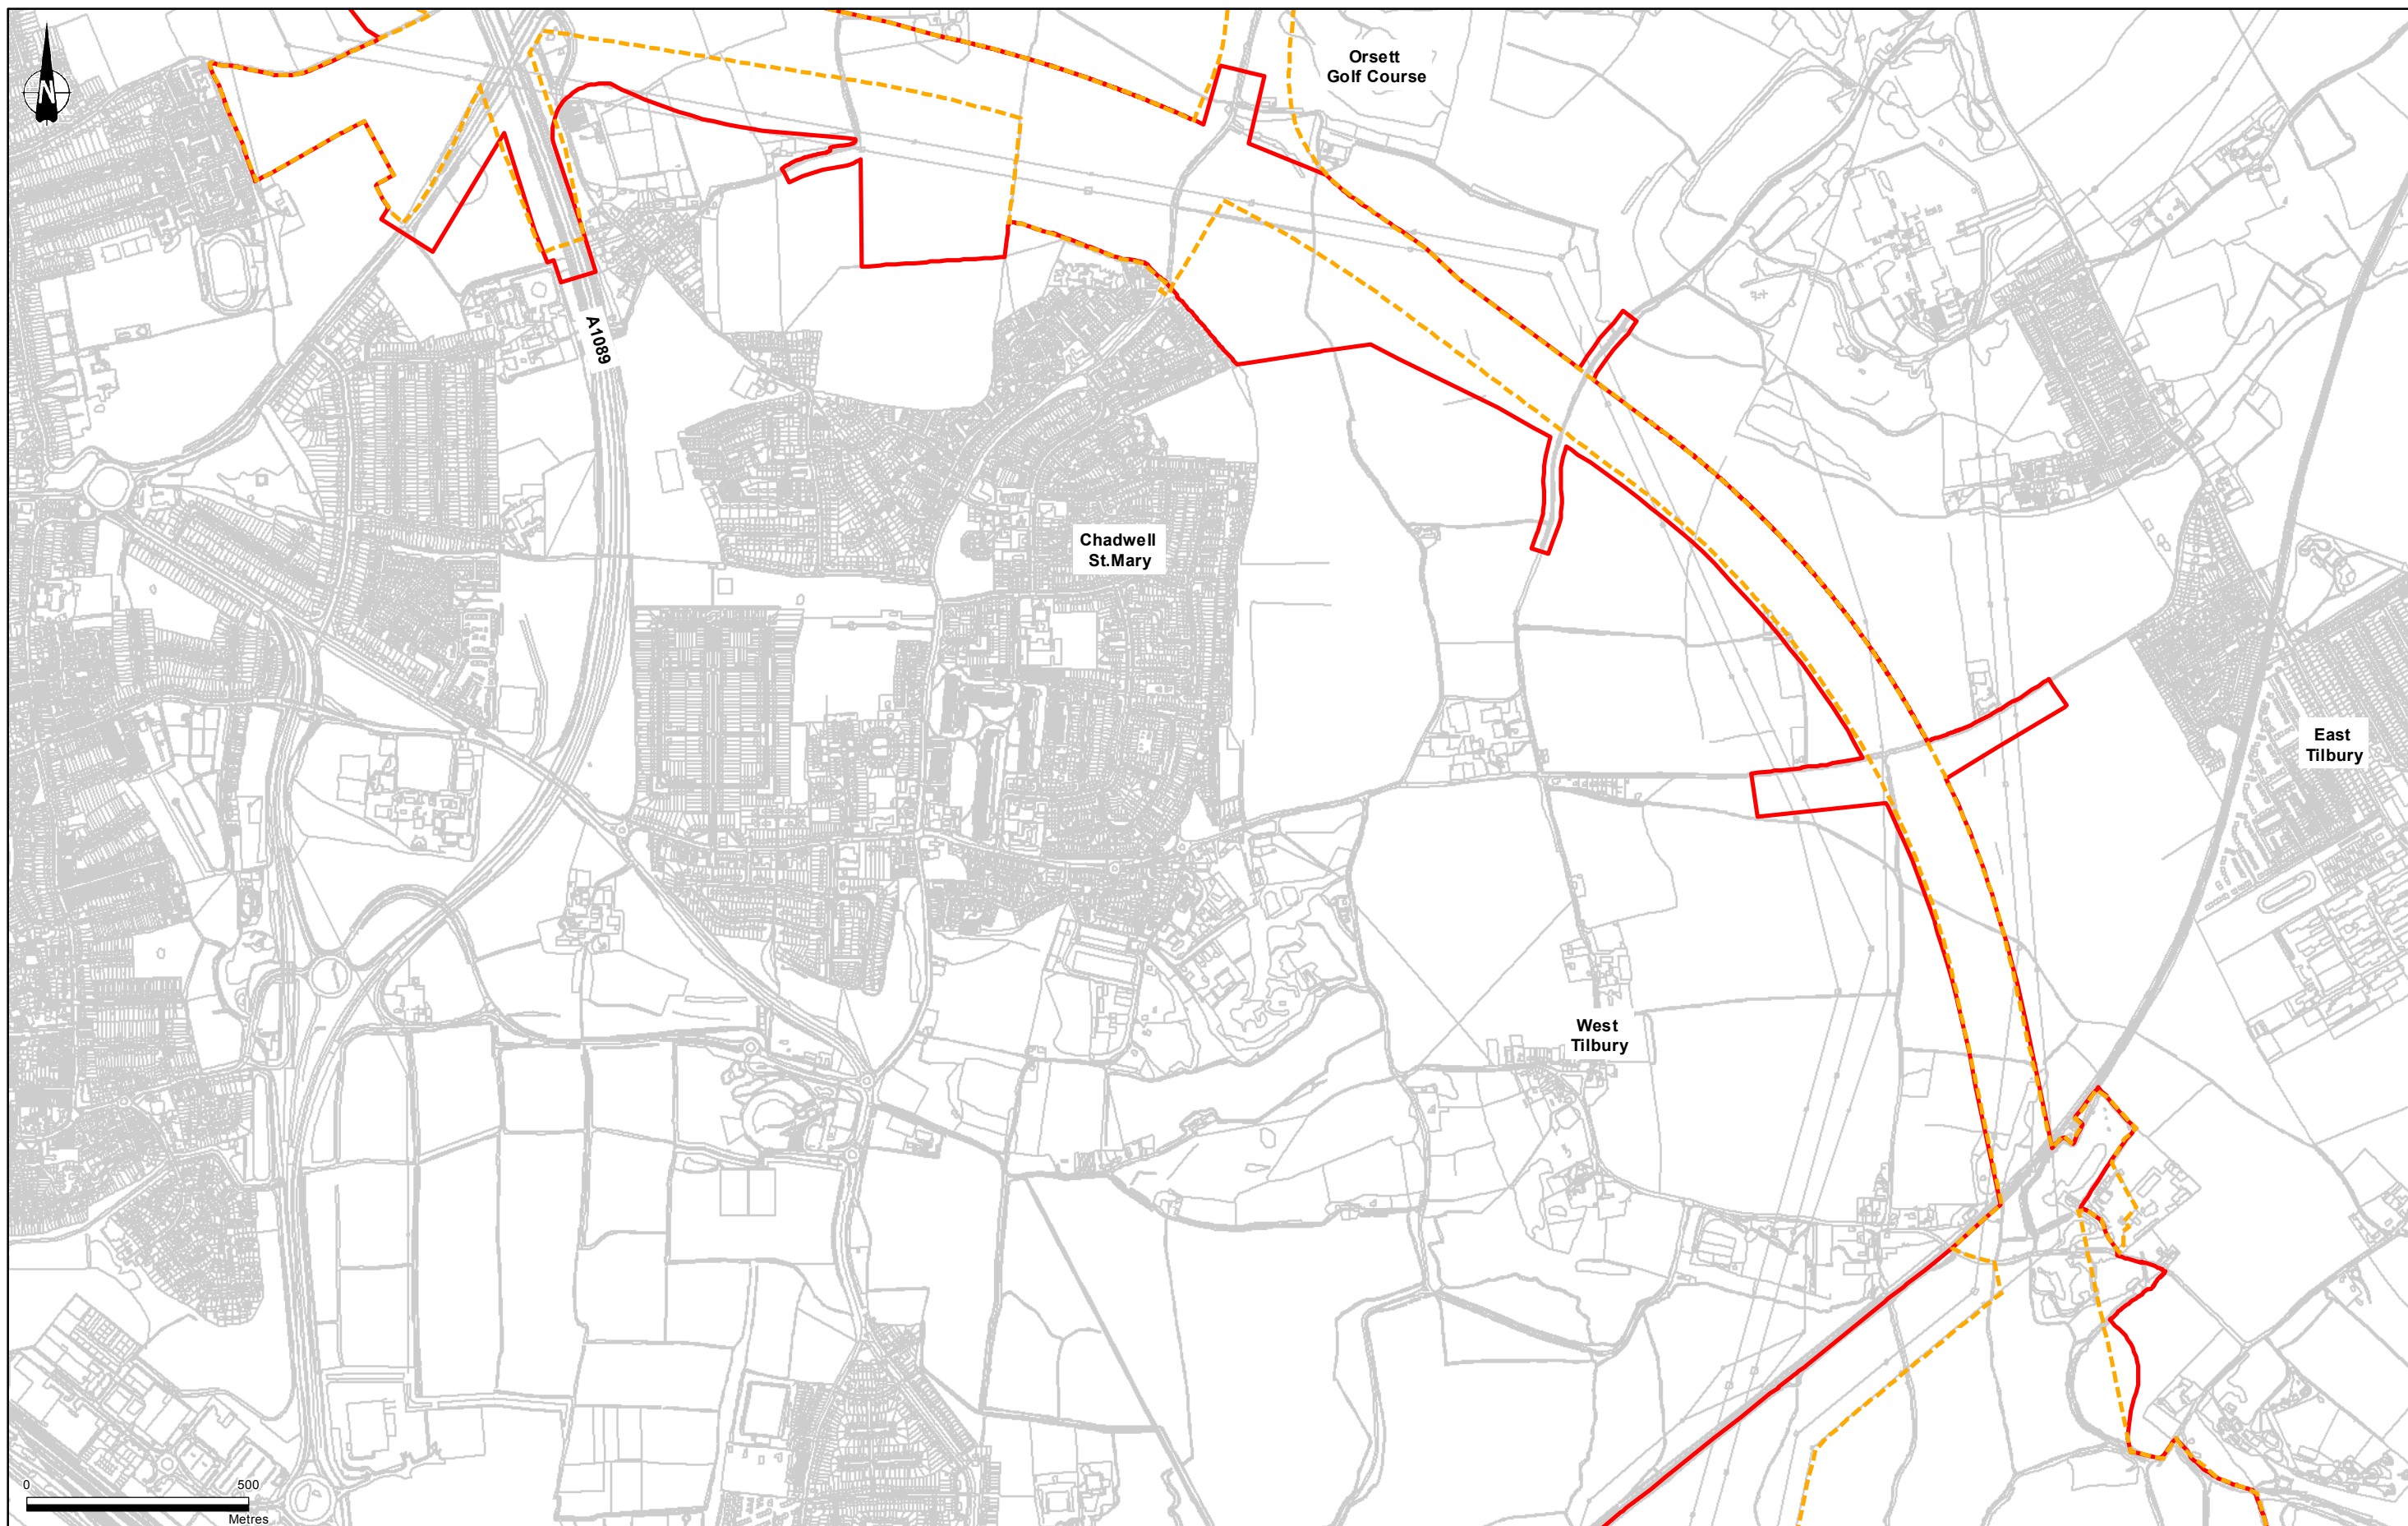 N
Orsett
Golf Course
A1089
Chadwell
St.Mary
East
Tilbury
West
Tilbury
0 500
Metres